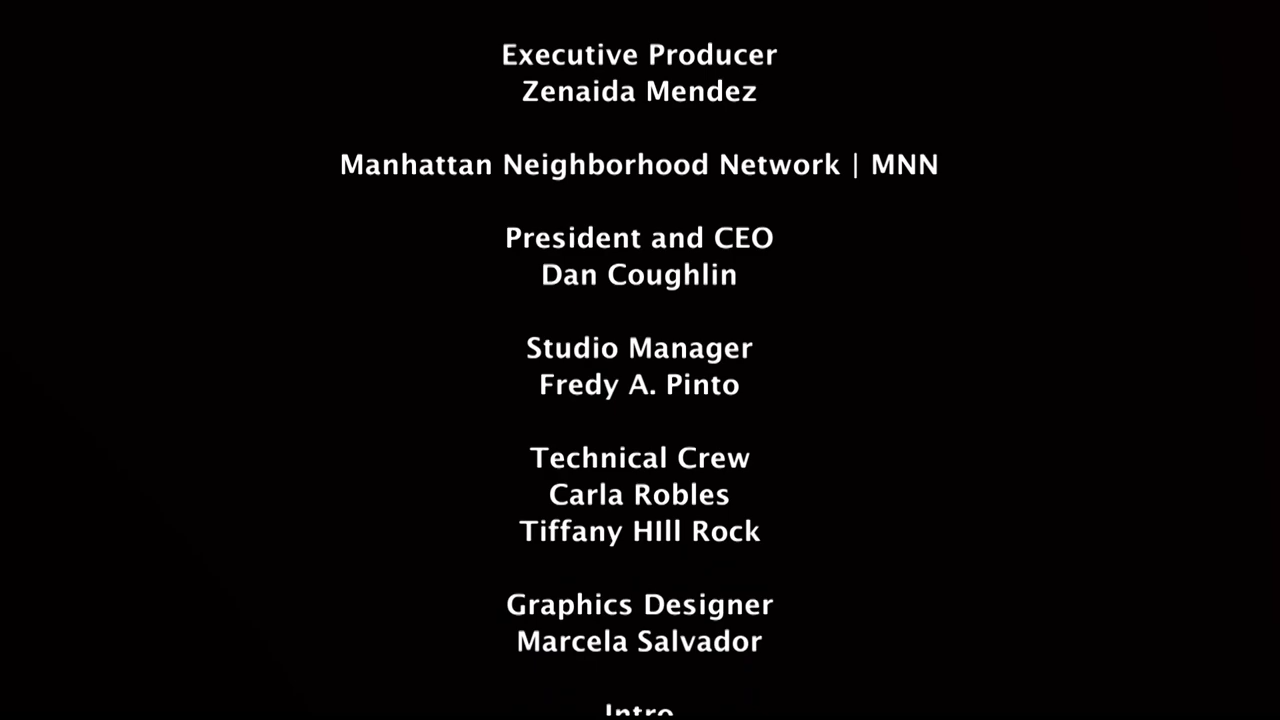 Executive Producer
Zenaida Mendez
Manhattan Neighborhood Network | MNN
President and CEO
Dan Coughlin
Studio Manager
Fredy A. Pinto
Technical Crew
Carla Robles
Tiffany HIll Rock
Graphics Designer
Marcela Salvador
Intro